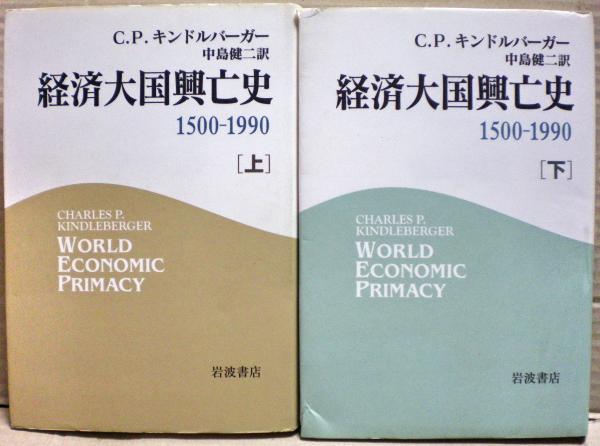 C.P. キンドルバーガー
中島健二訳
経済大国興亡史
1500-1990
[上]
CHARLES P.
KINDLEBERGER
WORLD
ECONOMIC
PRIMACY
岩波書店
C.P. キンドルバーガー
中島健二訳
経済大国興亡史
1500-1990
[下]
CHARLES P.
KINDLEBERGER
WORLD
ECONOMIC
PRIMACY
岩波書店